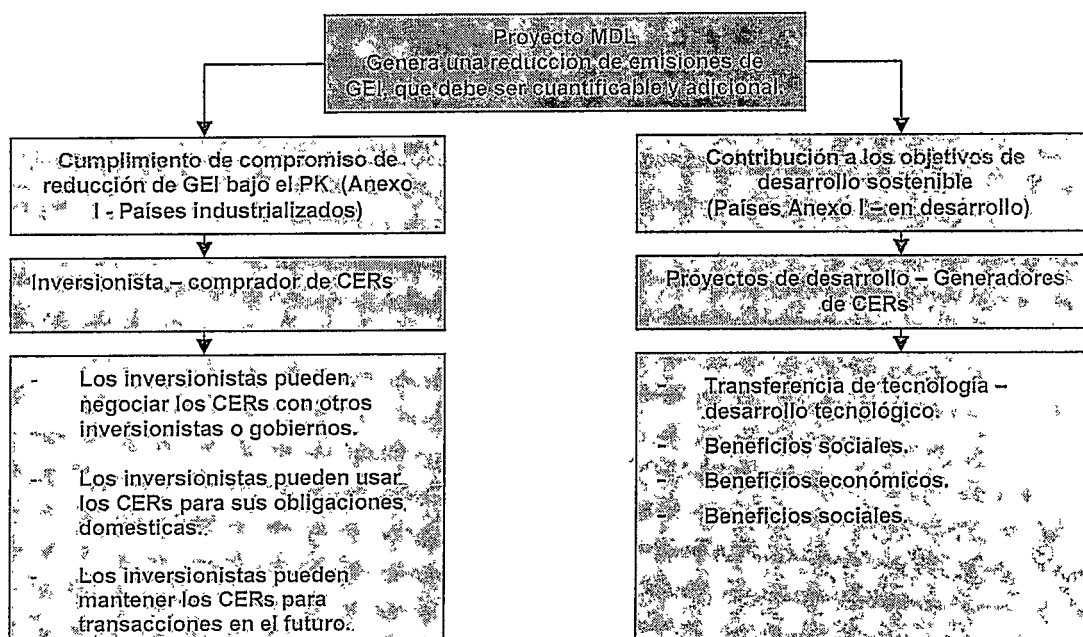 Proyecto MDL
Genera una reducción de emisiones de
GEI, que debe ser cuantificable y adicional.
Cumplimiento de compromiso de
reducción de GEI bajo el PK (Anexo
I - Países industrializados)
Inversionista – comprador de CERs
- Los inversionistas pueden
negociar los CERs con otros
inversionistas o gobiernos.
- Los inversionistas pueden usar
los CERs para sus obligaciones
domesticas.
- Los inversionistas pueden
mantener los CERs para
transacciones en el futuro.
Contribución a los objetivos de
desarrollo sostenible
(Países Anexo I – en desarrollo)
Proyectos de desarrollo – Generadores
de CERs
- Transferencia de tecnología –
desarrollo tecnológico.
- Beneficios sociales.
- Beneficios económicos.
- Beneficios sociales.